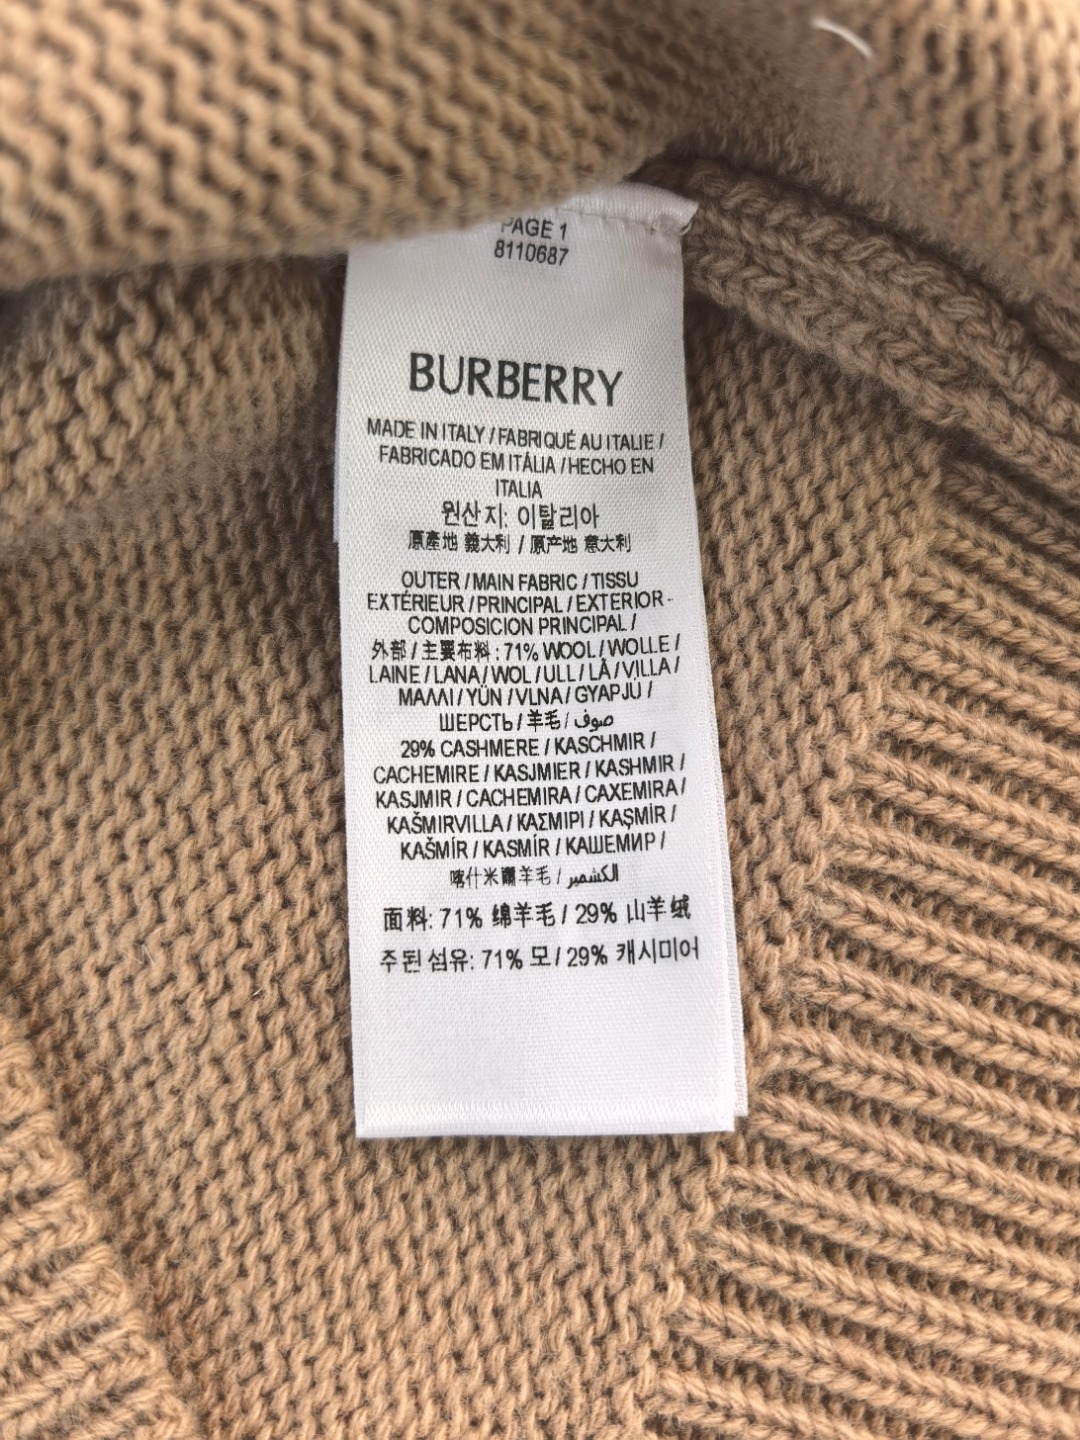 PAGE 1
8110687
BURBERRY
MADE IN ITALY / FABRIQUÉ AU ITALIE /
FABRICADO EM ITÁLIA / HECHO EN
ITALIA
원산지: 이탈리아
原產地 義大利 / 原产地 意大利
OUTER / MAIN FABRIC / TISSU
EXTÉRIEUR / PRINCIPAL / EXTERIOR -
COMPOSICION PRINCIPAL /
外部 / 主要布料 : 71% WOOL / WOLLE /
LAINE / LANA / WOL / ULL / LÃ / VILLA /
ΜΑΛΛΙ / YÜN / VLNA / GYAPJÚ /
ШЕРСТЬ / 羊毛 / صوف
29% CASHMERE / KASCHMIR /
CACHEMIRE / KASJMIER / KASHMIR /
KASJMIR / CACHEMIRA / CAXEMIRA /
KAŠMIRVILLA / ΚΑΣΜΙΡΙ / KAŞMİR /
KAŠMÍR / KASMÍR / КАШЕМИР /
喀什米爾羊毛 / الكشمير
面料: 71% 绵羊毛 / 29% 山羊绒
주된 섬유: 71% 모 / 29% 캐시미어